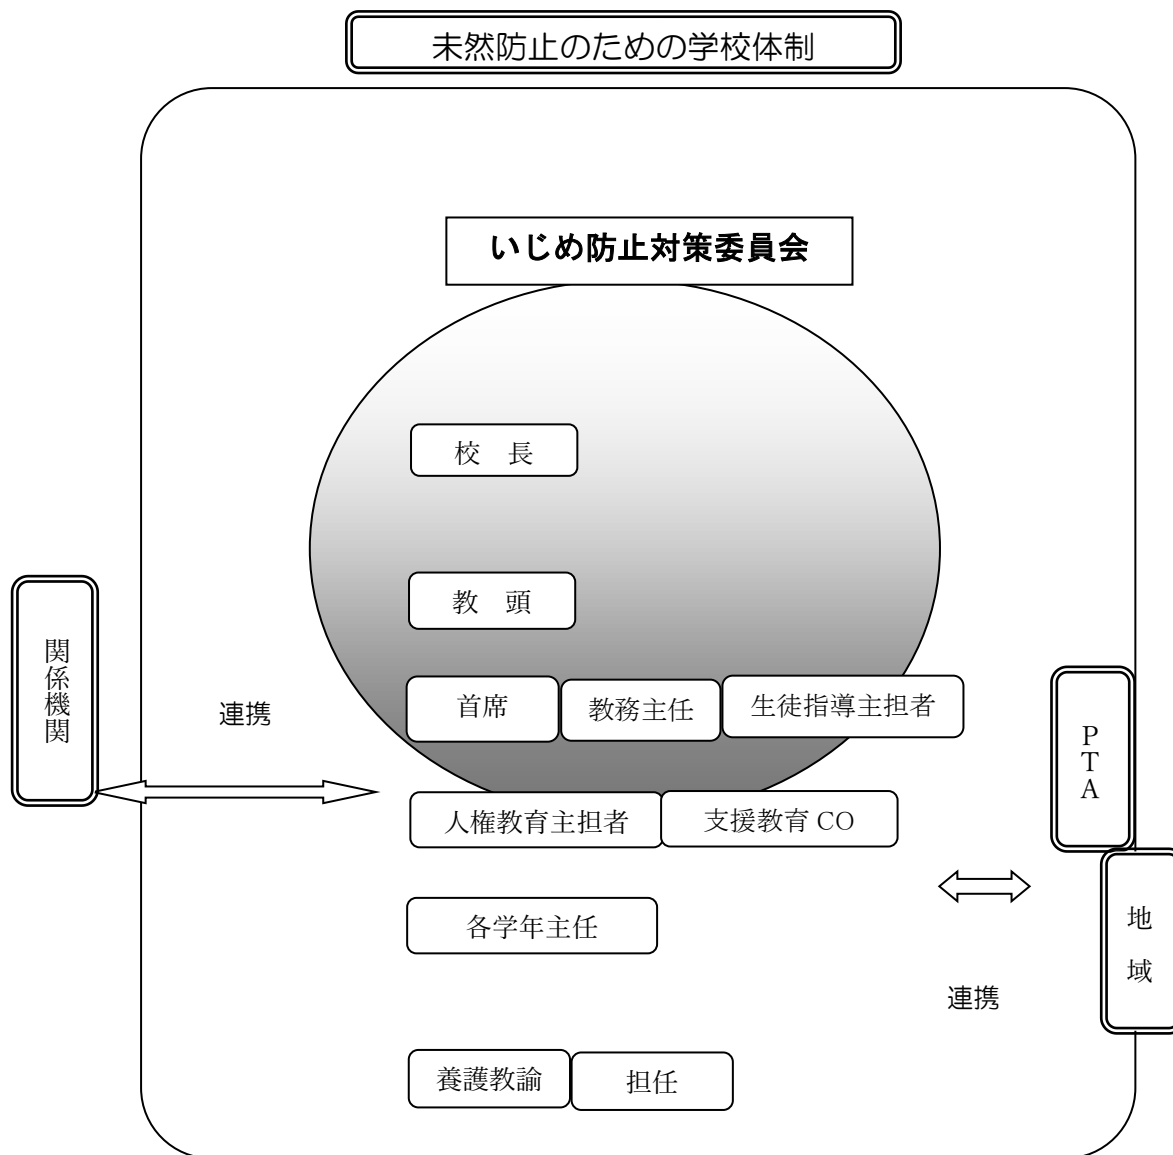 未然防止のための学校体制
いじめ防止対策委員会
校　長
教　頭
首席
教務主任
生徒指導主担者
関係機関
連携
人権教育主担者
支援教育 CO
PTA
各学年主任
地域
連携
養護教諭
担任